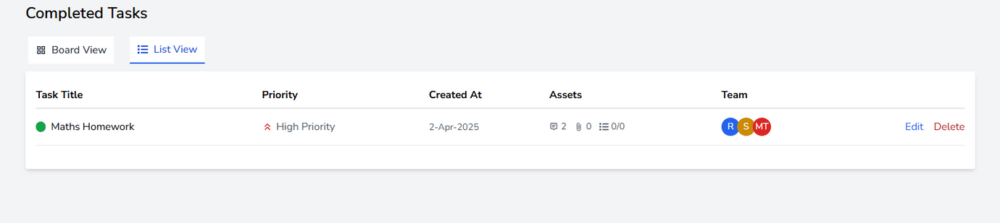 Completed Tasks
Board View List View
Task Title Priority Created At Assets Team
Maths Homework High Priority 2-Apr-2025 2 0 0/0 R S MT Edit Delete